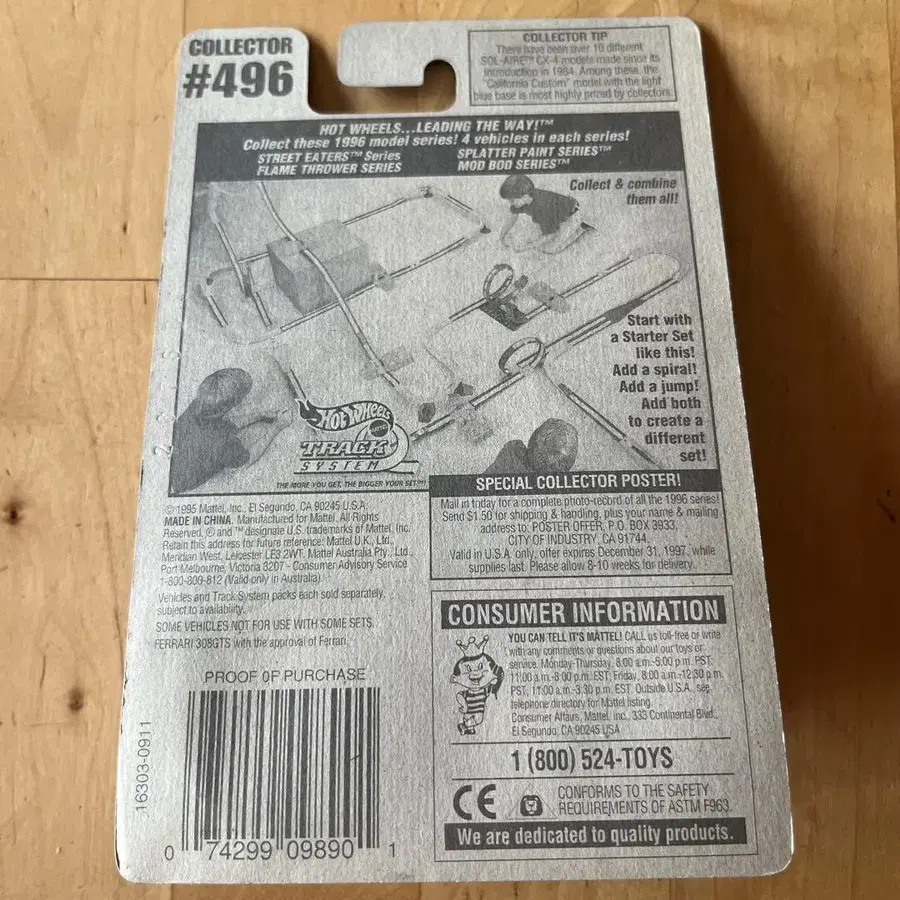 COLLECTOR
#496
COLLECTOR TIP
There have been over 10 different
SOL-AIRE™ CX-4 models made since its
introduction in 1984. Among these, the
"California Custom" model with the light
blue base is most highly prized by collectors.
HOT WHEELS...LEADING THE WAY!™
Collect these 1996 model series! 4 vehicles in each series!
STREET EATERS™ Series SPLATTER PAINT SERIES™
FLAME THROWER SERIES MOD BOD SERIES™
Collect & combine
them all!
Start with
a Starter Set
like this!
Add a spiral!
Add a jump!
Add both
to create a
different
set!
HOT WHEELS
MATTEL
TRACK
SYSTEM
THE MORE YOU GET, THE BIGGER YOUR SET!™
© 1995 Mattel, Inc., El Segundo, CA 90245 U.S.A.
MADE IN CHINA. Manufactured for Mattel. All Rights
Reserved. ® and ™ designate U.S. trademarks of Mattel, Inc.
Retain this address for future reference: Mattel U.K., Ltd.,
Meridian West, Leicester LE3 2WT. Mattel Australia Pty., Ltd.,
Port Melbourne, Victoria 3207 - Consumer Advisory Service
1-800-800-812 (Valid only in Australia).
Vehicles and Track System packs each sold separately,
subject to availability.
SOME VEHICLES NOT FOR USE WITH SOME SETS.
FERRARI 308GTS with the approval of Ferrari.
SPECIAL COLLECTOR POSTER!
Mail in today for a complete photo-record of all the 1996 series!
Send $1.50 for shipping & handling, plus your name & mailing
address to: POSTER OFFER, P.O. BOX 3933,
CITY OF INDUSTRY, CA 91744.
Valid in U.S.A. only, offer expires December 31, 1997, while
supplies last. Please allow 8-10 weeks for delivery.
CONSUMER INFORMATION
YOU CAN TELL IT'S MATTEL! CALL us toll-free or write
with any comments or questions about our toys or
service. Monday-Thursday, 8:00 a.m.-5:00 p.m. PST,
11:00 a.m.-8:00 p.m. EST; Friday, 8:00 a.m.-12:30 p.m.
PST, 11:00 a.m.-3:30 p.m. EST. Outside U.S.A., see
telephone directory for Mattel listing.
Consumer Affairs, Mattel, Inc., 333 Continental Blvd.,
El Segundo, CA 90245 USA
1 (800) 524-TOYS
CE
CONFORMS TO THE SAFETY
REQUIREMENTS OF ASTM F963.
We are dedicated to quality products.
PROOF OF PURCHASE
16303-0911
0 74299 09890 1